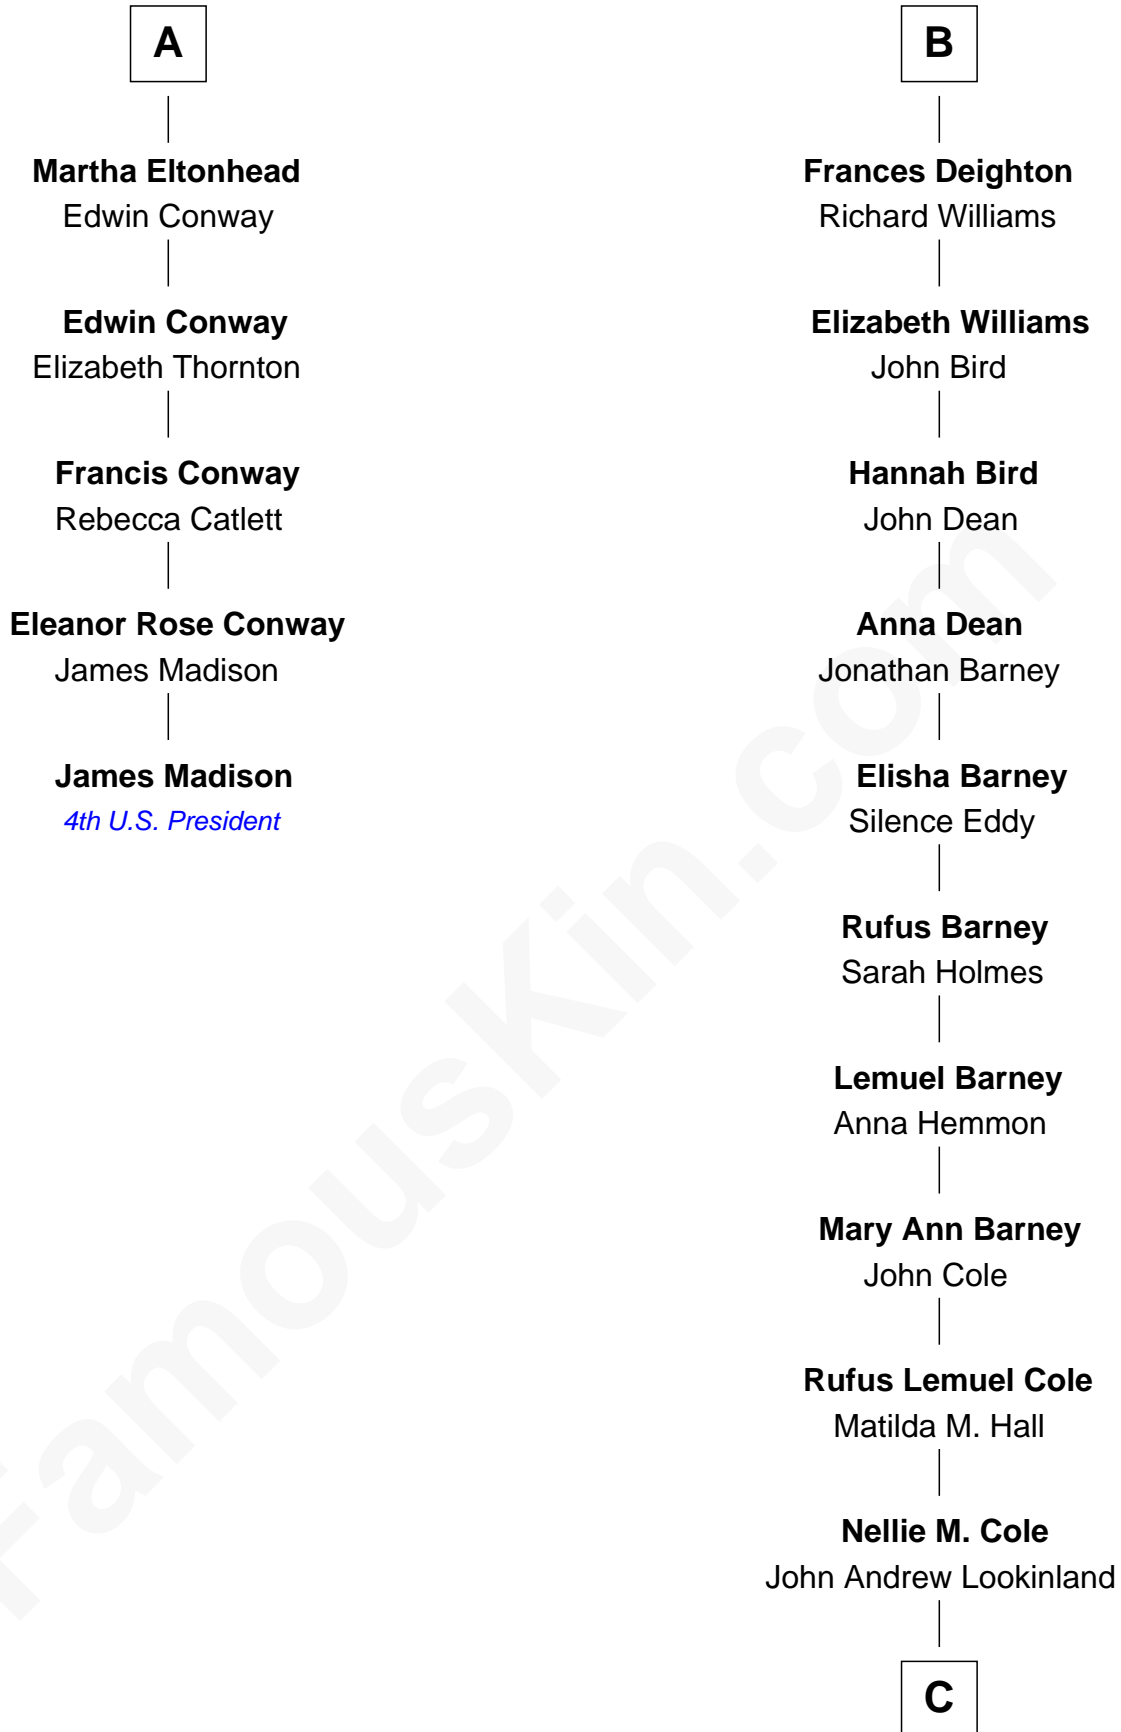 A
Martha Eltonhead
Edwin Conway
Edwin Conway
Elizabeth Thornton
Francis Conway
Rebecca Catlett
Eleanor Rose Conway
James Madison
James Madison
4th U.S. President
B
Frances Deighton
Richard Williams
Elizabeth Williams
John Bird
Hannah Bird
John Dean
Anna Dean
Jonathan Barney
Elisha Barney
Silence Eddy
Rufus Barney
Sarah Holmes
Lemuel Barney
Anna Hemmon
Mary Ann Barney
John Cole
Rufus Lemuel Cole
Matilda M. Hall
Nellie M. Cole
John Andrew Lookinland
C
FamousKin.com